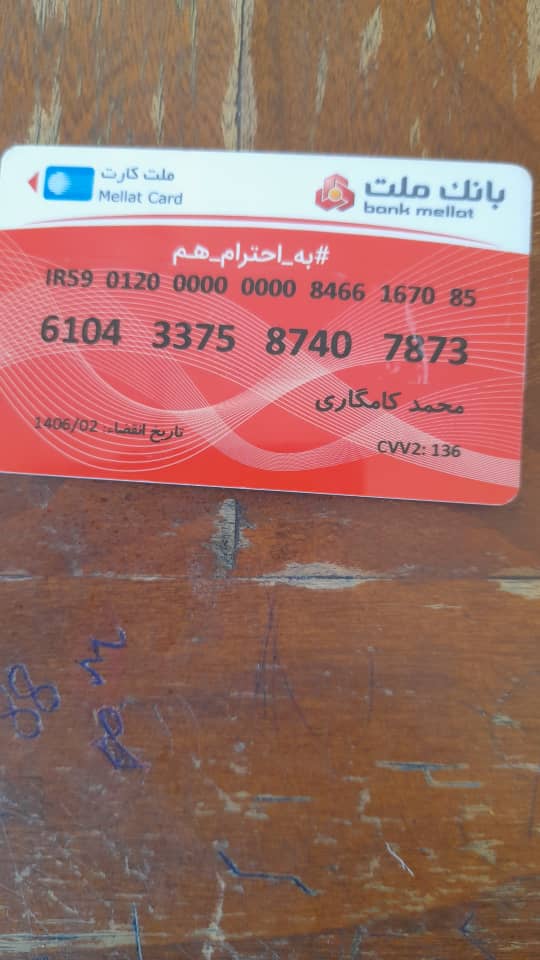 ملت کارت
Mellat Card
بانک ملت
bank mellat
#به_احترام_هم
IR59 0120 0000 0000 8466 1670 85
6104 3375 8740 7873
محمد کامگاری
تاریخ انقضاء: 1406/02
CVV2: 136